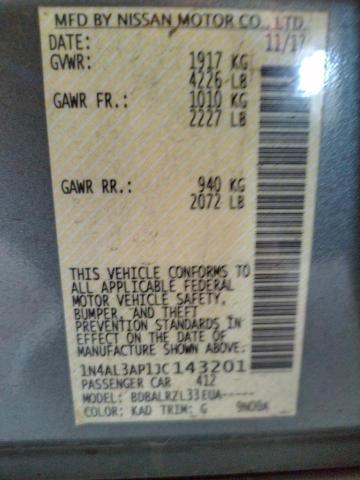 MFD BY NISSAN MOTOR CO., LTD.
DATE: 11/17
GVWR: 1917 KG
4226 LB
GAWR FR.: 1010 KG
2227 LB
GAWR RR.: 940 KG
2072 LB
THIS VEHICLE CONFORMS TO
ALL APPLICABLE FEDERAL
MOTOR VEHICLE SAFETY,
BUMPER, AND THEFT
PREVENTION STANDARDS IN
EFFECT ON THE DATE OF
MANUFACTURE SHOWN ABOVE.
1N4AL3AP1JC143201
PASSENGER CAR 412
MODEL: BDBALRZL33EUA-----
COLOR: KAD TRIM: G